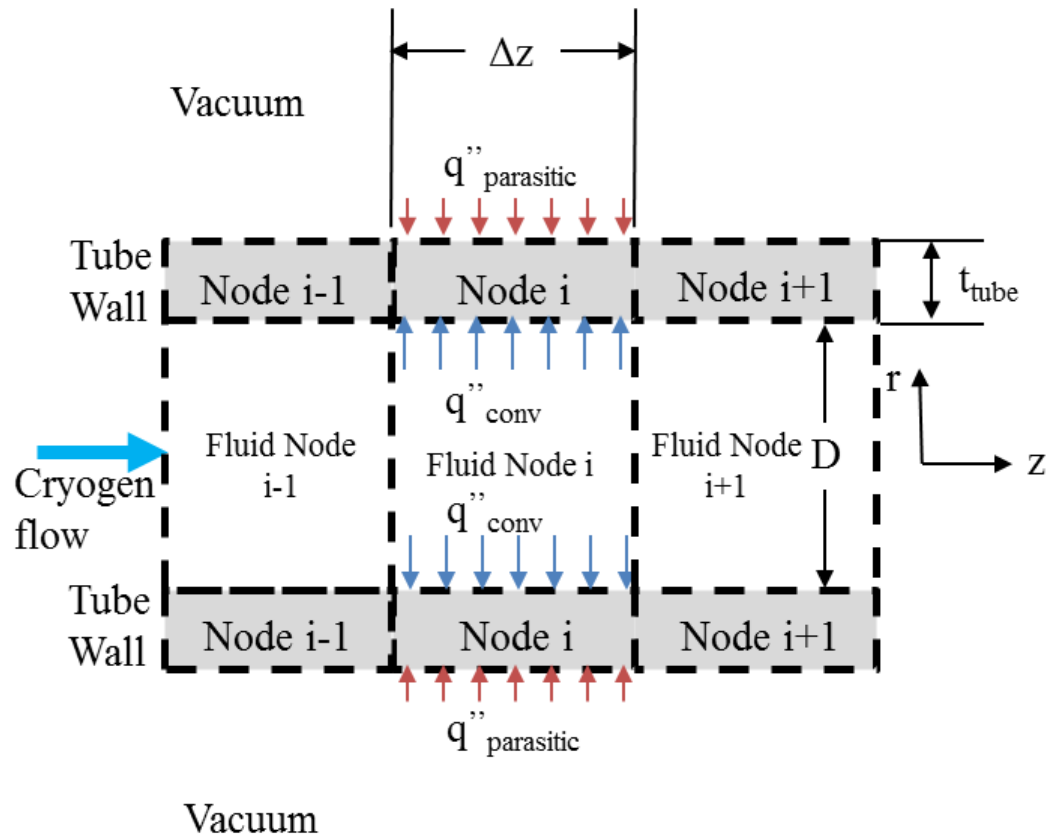 Δz
Vacuum
q”parasitic
Tube
Wall
Node i-1
Node i
Node i+1
ttube
q”conv
r
z
Fluid Node
i-1
Fluid Node i
Fluid Node
i+1
D
Cryogen
flow
q”conv
Tube
Wall
Node i-1
Node i
Node i+1
q”parasitic
Vacuum